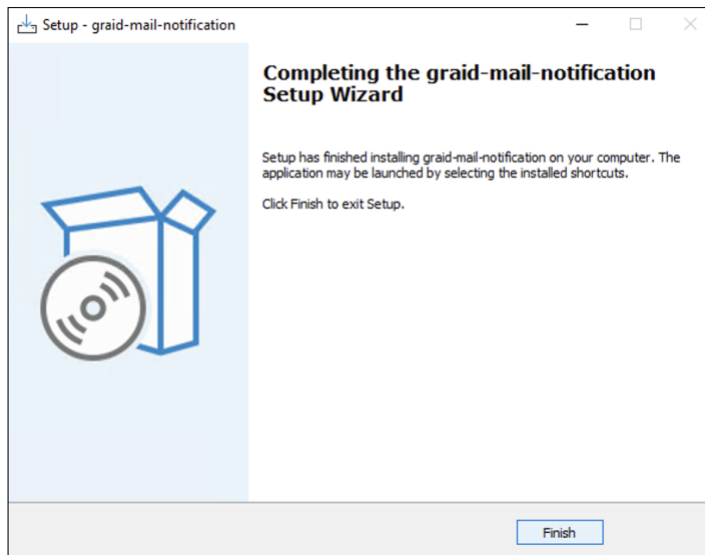 Setup - graid-mail-notification
Completing the graid-mail-notification
Setup Wizard
Setup has finished installing graid-mail-notification on your computer. The
application may be launched by selecting the installed shortcuts.
Click Finish to exit Setup.
Finish